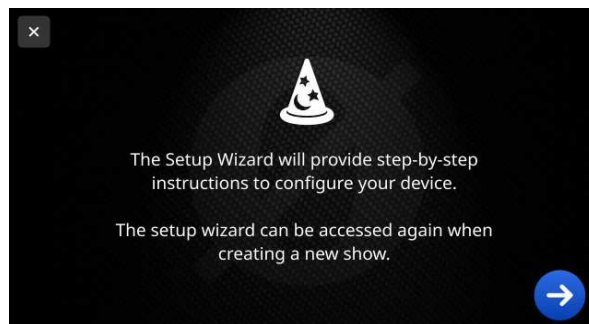 The Setup Wizard will provide step-by-step
instructions to configure your device.
The setup wizard can be accessed again when
creating a new show.